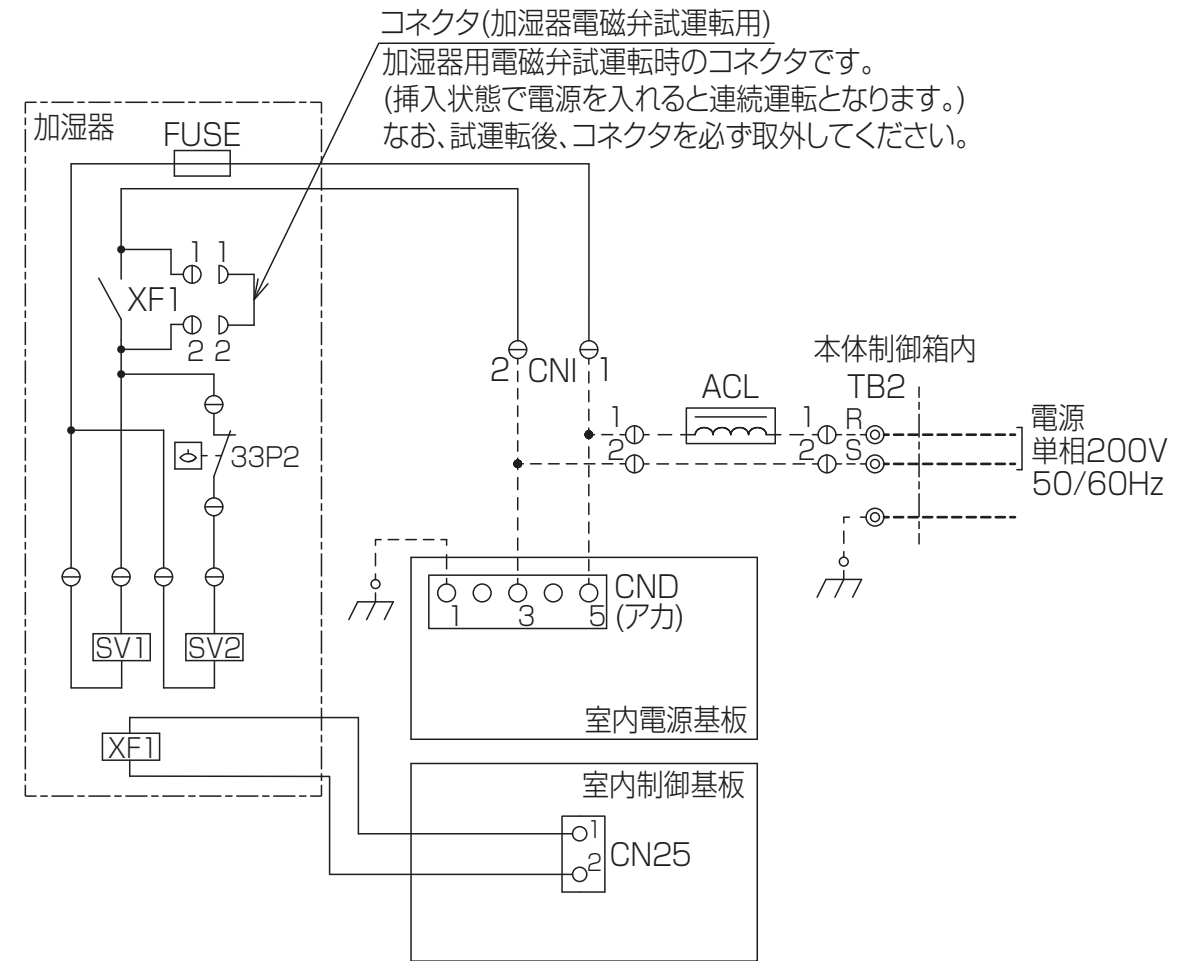 コネクタ(加湿器電磁弁試運転用)
加湿器用電磁弁試運転時のコネクタです。
(挿入状態で電源を入れると連続運転となります。)
なお、試運転後、コネクタを必ず取外してください。
加湿器
FUSE
1 1
XF1
2 2
33P2
SV1
SV2
XF1
2 CNI 1
本体制御箱内
ACL
TB2
1
1 R
2
2 S
電源
単相200V
50/60Hz
CND
(アカ)
1 3 5
室内電源基板
室内制御基板
1
2
CN25